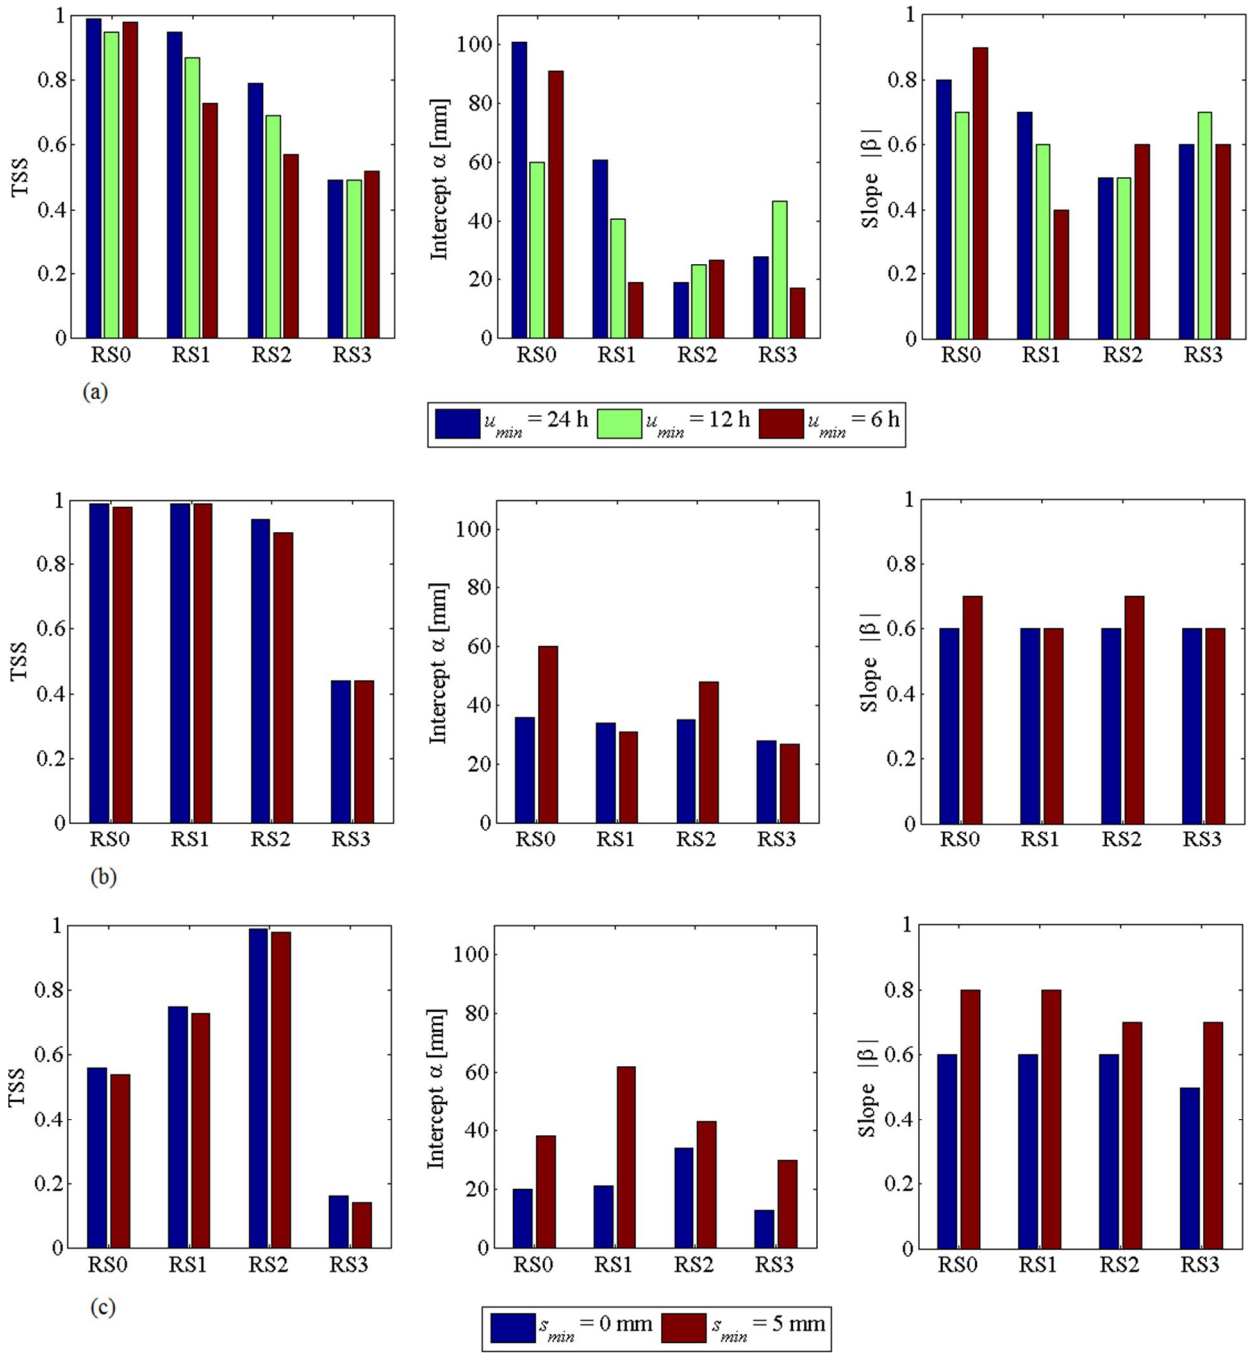 1
0.8
0.6
0.4
0.2
0
TSS
RS0 RS1 RS2 RS3
100
80
60
40
20
0
Intercept α [mm]
RS0 RS1 RS2 RS3
1
0.8
0.6
0.4
0.2
0
Slope |β|
RS0 RS1 RS2 RS3
(a)
u_min = 24 h u_min = 12 h u_min = 6 h
1
0.8
0.6
0.4
0.2
0
TSS
RS0 RS1 RS2 RS3
100
80
60
40
20
0
Intercept α [mm]
RS0 RS1 RS2 RS3
1
0.8
0.6
0.4
0.2
0
Slope |β|
RS0 RS1 RS2 RS3
(b)
1
0.8
0.6
0.4
0.2
0
TSS
RS0 RS1 RS2 RS3
100
80
60
40
20
0
Intercept α [mm]
RS0 RS1 RS2 RS3
1
0.8
0.6
0.4
0.2
0
Slope |β|
RS0 RS1 RS2 RS3
(c)
s_min = 0 mm s_min = 5 mm